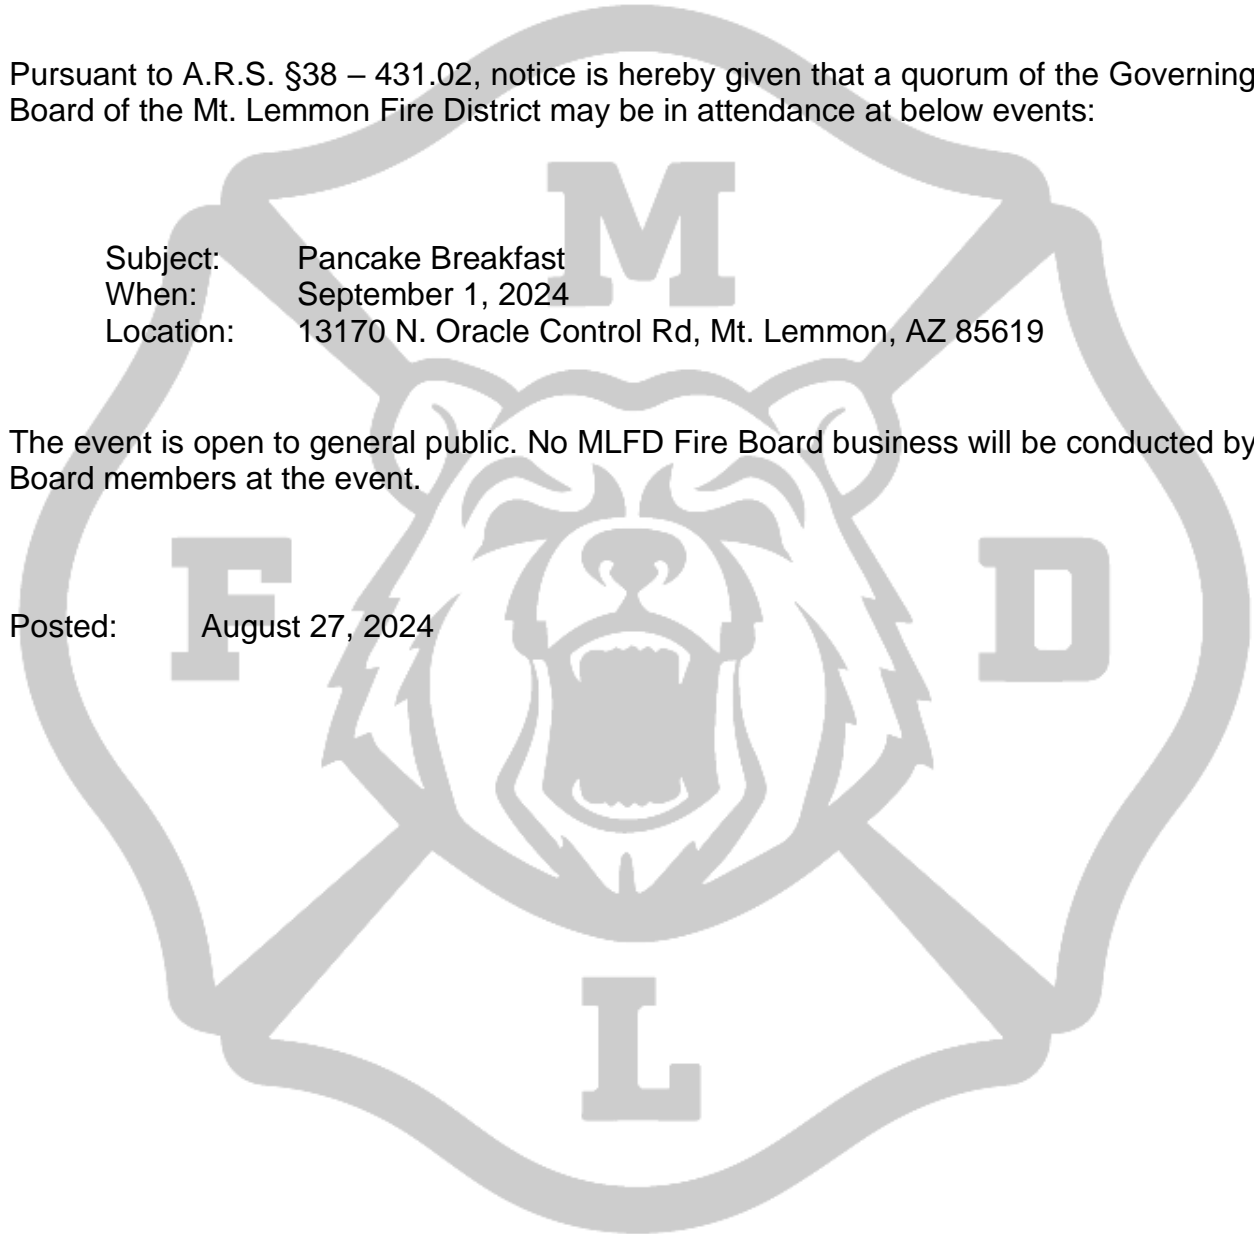 Pursuant to A.R.S. §38 – 431.02, notice is hereby given that a quorum of the Governing
Board of the Mt. Lemmon Fire District may be in attendance at below events:
M
Subject: Pancake Breakfast
When: September 1, 2024
Location: 13170 N. Oracle Control Rd, Mt. Lemmon, AZ 85619
The event is open to general public. No MLFD Fire Board business will be conducted by
Board members at the event.
F D
Posted: August 27, 2024
L